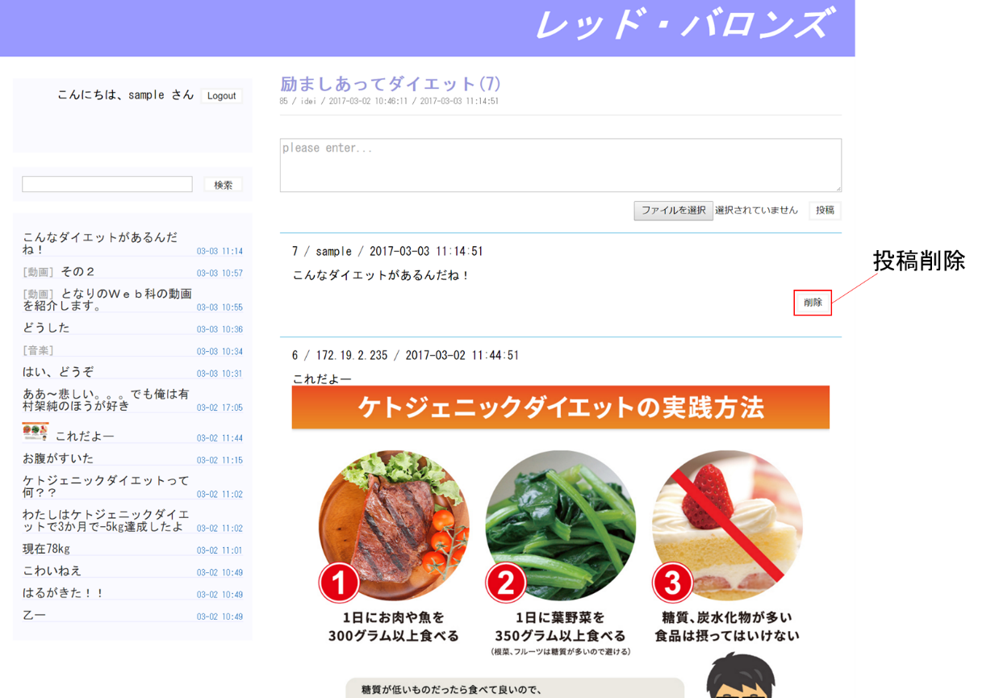 レッド・バロンズ
こんにちは、sample さん Logout
検索
こんなダイエットがあるんだ
ね！ 03-03 11:14
[動画] その２ 03-03 10:57
[動画] となりのＷｅｂ科の動画
を紹介します。 03-03 10:55
どうした 03-03 10:36
[音楽] 03-03 10:34
はい、どうぞ 03-03 10:31
ああ～悲しい。。。でも俺は有
村架純のほうが好き 03-02 17:05
これだよー 03-02 11:44
お腹がすいた 03-02 11:15
ケトジェニックダイエットって
何？？ 03-02 11:02
わたしはケトジェニックダイエ
ットで3か月で-5kg達成したよ 03-02 11:02
現在78kg 03-02 11:01
こわいねえ 03-02 10:49
はるがきた！！ 03-02 10:49
乙一 03-02 10:49
励ましあってダイエット(7)
85 / idei / 2017-03-02 10:46:11 / 2017-03-03 11:14:51
please enter...
ファイルを選択 選択されていません 投稿
7 / sample / 2017-03-03 11:14:51
こんなダイエットがあるんだね！
削除
投稿削除
6 / 172.19.2.235 / 2017-03-02 11:44:51
これだよー
ケトジェニックダイエットの実践方法
1
1日にお肉や魚を
300グラム以上食べる
2
1日に葉野菜を
350グラム以上食べる
(根菜、フルーツは糖質が多いので避ける)
3
糖質、炭水化物が多い
食品は摂ってはいけない
糖質が低いものだったら食べて良いので、